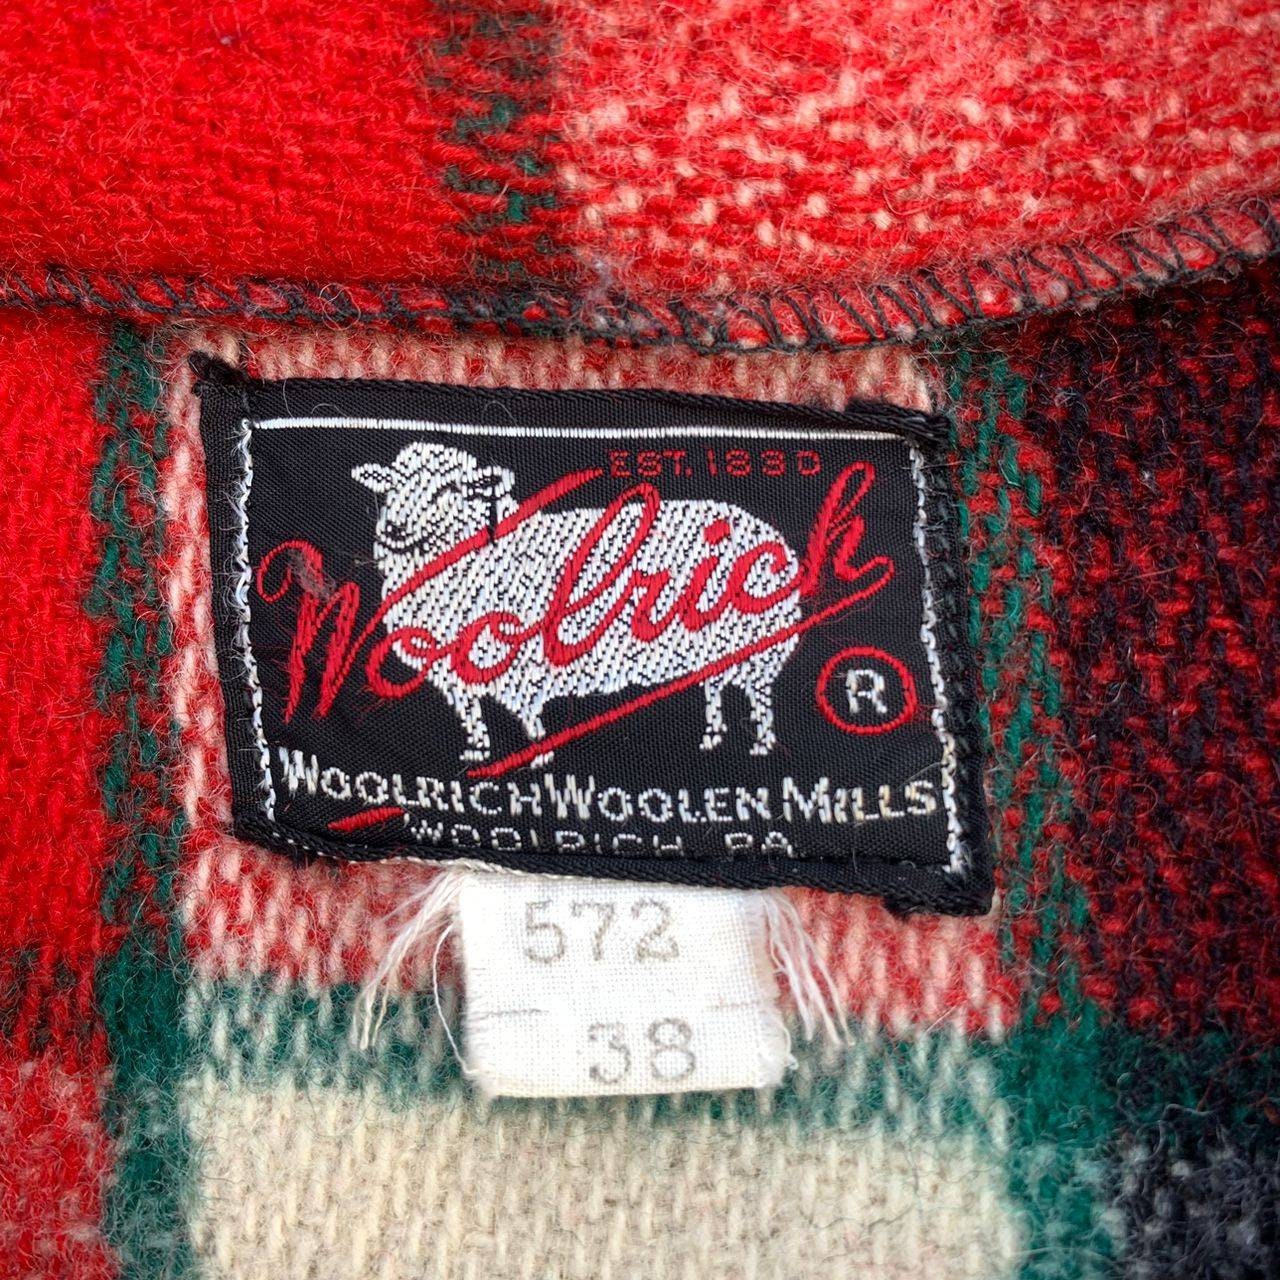 EST. 1830
Woolrich
R
WOOLRICH WOOLEN MILLS
WOOLRICH, PA
572
38